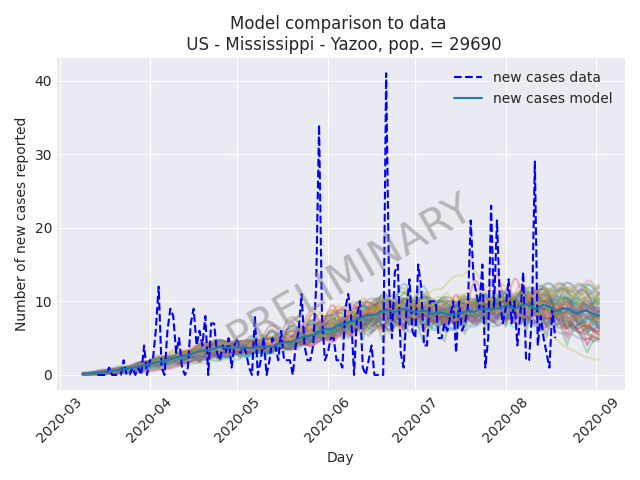 Model comparison to data
US - Mississippi - Yazoo, pop. = 29690
new cases data
new cases model
PRELIMINARY
Number of new cases reported
40
30
20
10
0
2020-03
2020-04
2020-05
2020-06
2020-07
2020-08
2020-09
Day